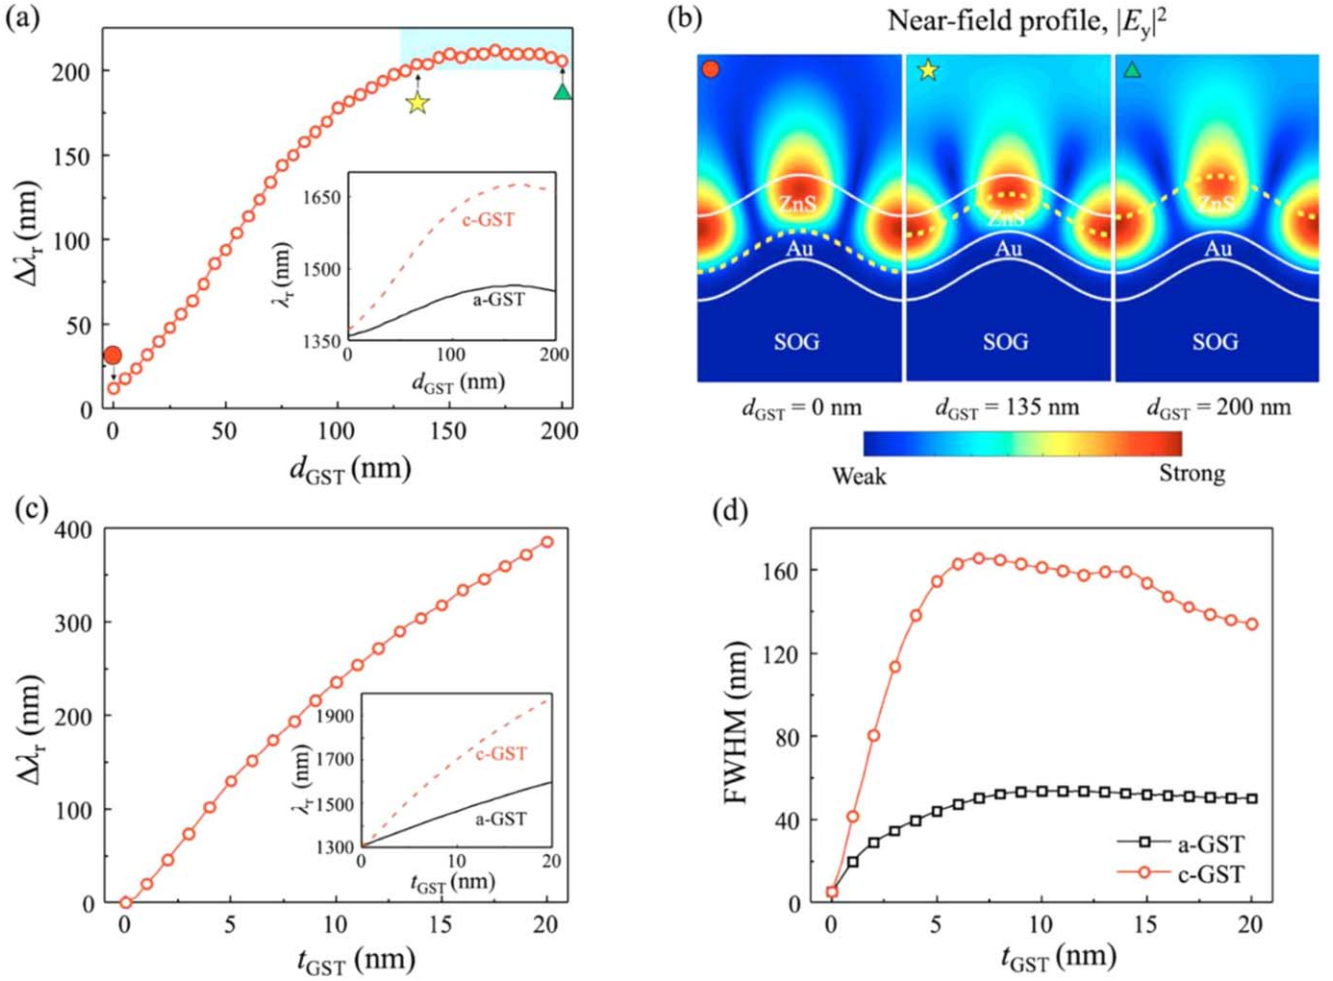 (a)
Δλr (nm)
200
150
100
50
0
0 50 100 150 200
dGST (nm)
λr (nm)
1650
1500
1350
c-GST
a-GST
0 100 200
dGST (nm)
(b)
Near-field profile, |Ey|²
ZnS ZnS ZnS
Au Au Au
SOG SOG SOG
dGST = 0 nm dGST = 135 nm dGST = 200 nm
Weak Strong
(c)
Δλr (nm)
400
300
200
100
0
0 5 10 15 20
tGST (nm)
λr (nm)
1900
1700
1500
1300
c-GST
a-GST
0 10 20
tGST (nm)
(d)
FWHM (nm)
160
120
80
40
0
a-GST
c-GST
0 5 10 15 20
tGST (nm)